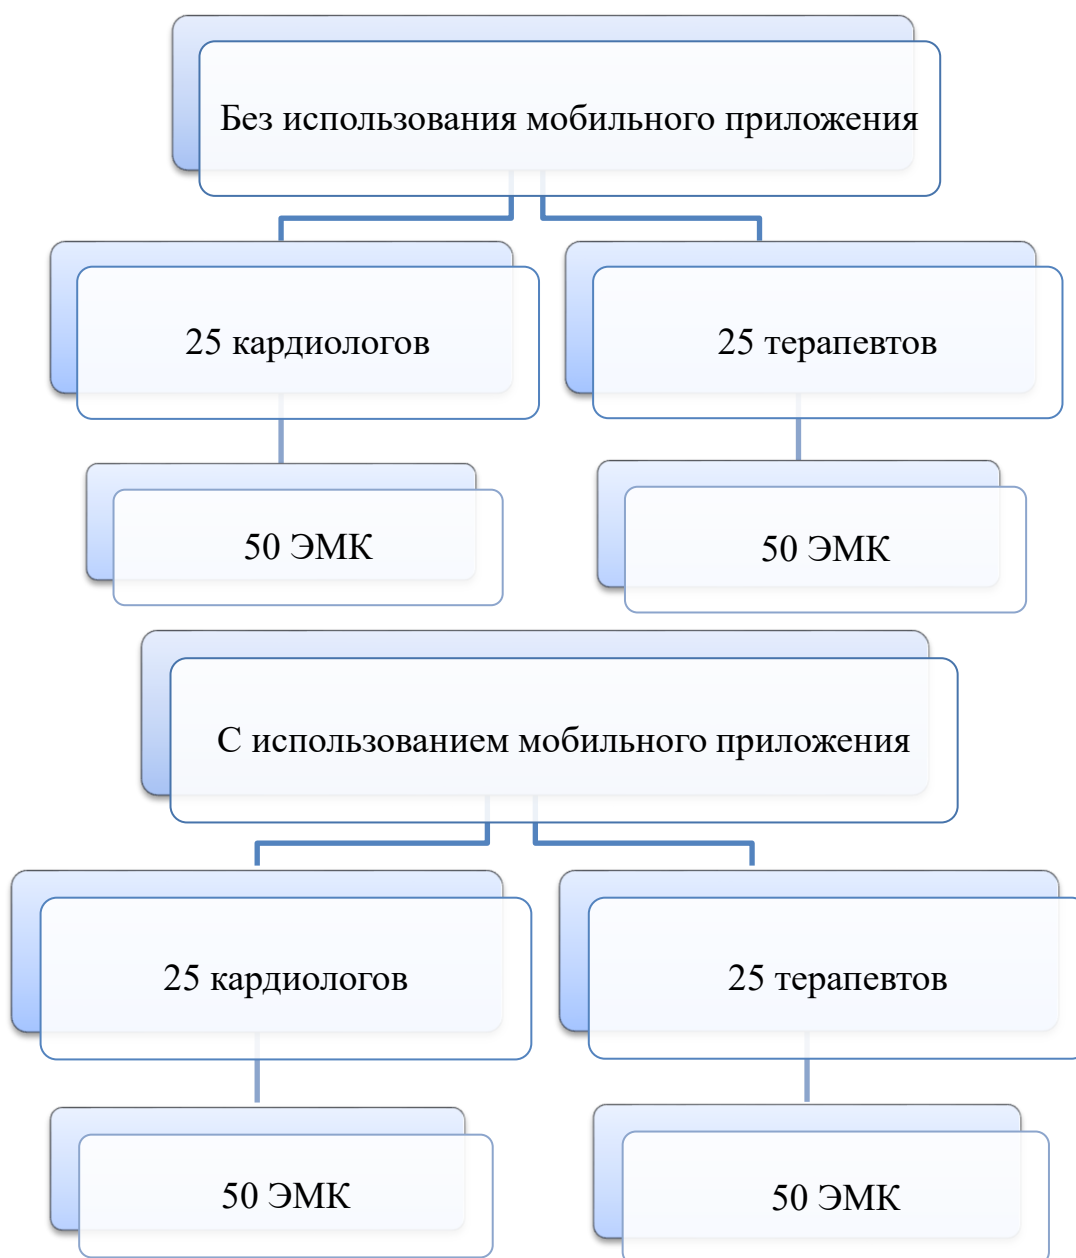 Без использования мобильного приложения
25 кардиологов
25 терапевтов
50 ЭМК
50 ЭМК
С использованием мобильного приложения
25 кардиологов
25 терапевтов
50 ЭМК
50 ЭМК